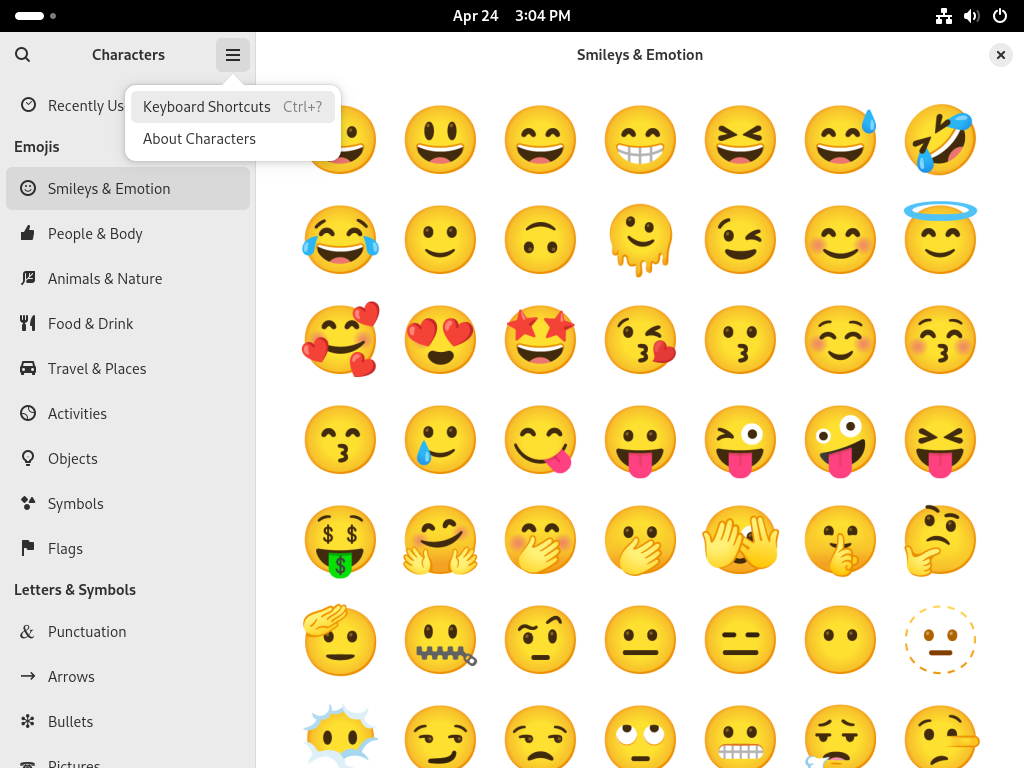 Apr 24 3:04 PM
Characters
Smileys & Emotion
Keyboard Shortcuts Ctrl+?
About Characters
Recently
Emojis
Smileys & Emotion
People & Body
Animals & Nature
Food & Drink
Travel & Places
Activities
Objects
Symbols
Flags
Letters & Symbols
& Punctuation
Arrows
Bullets
Pictures